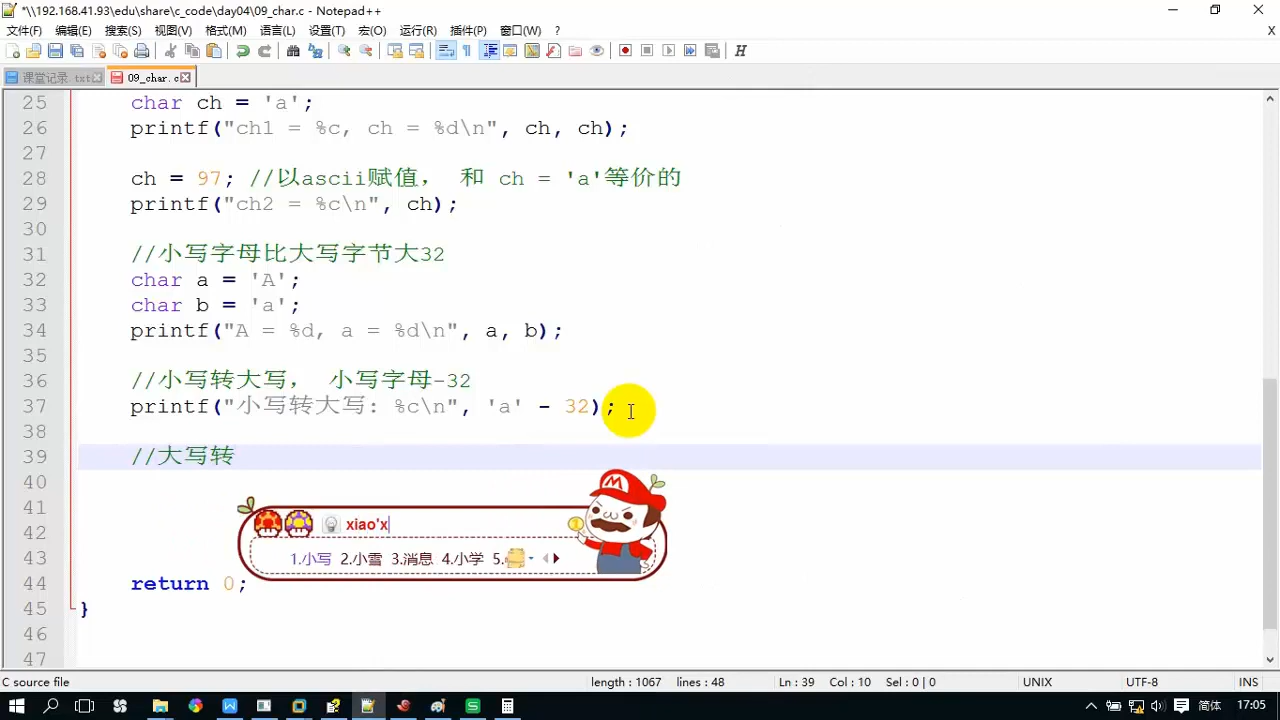 *\\192.168.41.93\edu\share\c_code\day04\09_char.c - Notepad++
文件(F) 编辑(E) 搜索(S) 视图(V) 格式(M) 语言(L) 设置(T) 宏(O) 运行(R) 插件(P) 窗口(W) ? X
课堂记录.txt 09_char.c
25 char ch = 'a';
26 printf("ch1 = %c, ch = %d\n", ch, ch);
27
28 ch = 97; //以ascii赋值， 和 ch = 'a'等价的
29 printf("ch2 = %c\n", ch);
30
31 //小写字母比大写字节大32
32 char a = 'A';
33 char b = 'a';
34 printf("A = %d, a = %d\n", a, b);
35
36 //小写转大写， 小写字母-32
37 printf("小写转大写: %c\n", 'a' - 32);
38
39 //大写转
40
41 xiao'x
42 1.小写 2.小雪 3.消息 4.小学 5.
43
44 return 0;
45 }
46
47
C source file length : 1067 lines : 48 Ln : 39 Col : 10 Sel : 0 | 0 UNIX UTF-8 INS
简体 17:05